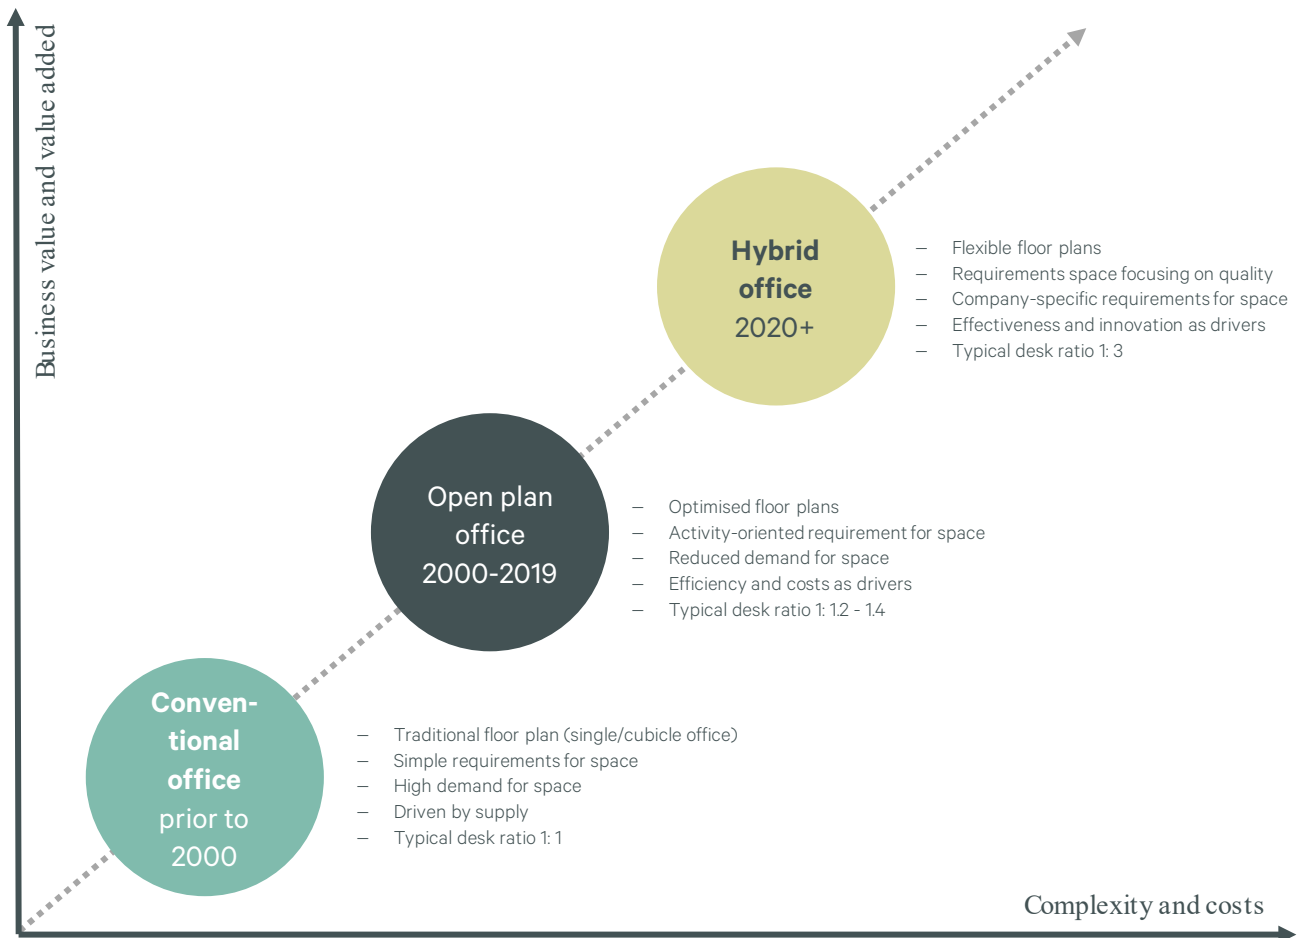 Business value and value added
Hybrid
office
2020+
– Flexible floor plans
– Requirements space focusing on quality
– Company-specific requirements for space
– Effectiveness and innovation as drivers
– Typical desk ratio 1: 3
Open plan
office
2000-2019
– Optimised floor plans
– Activity-oriented requirement for space
– Reduced demand for space
– Efficiency and costs as drivers
– Typical desk ratio 1: 1.2 - 1.4
Conven-
tional
office
prior to
2000
– Traditional floor plan (single/cubicle office)
– Simple requirements for space
– High demand for space
– Driven by supply
– Typical desk ratio 1: 1
Complexity and costs